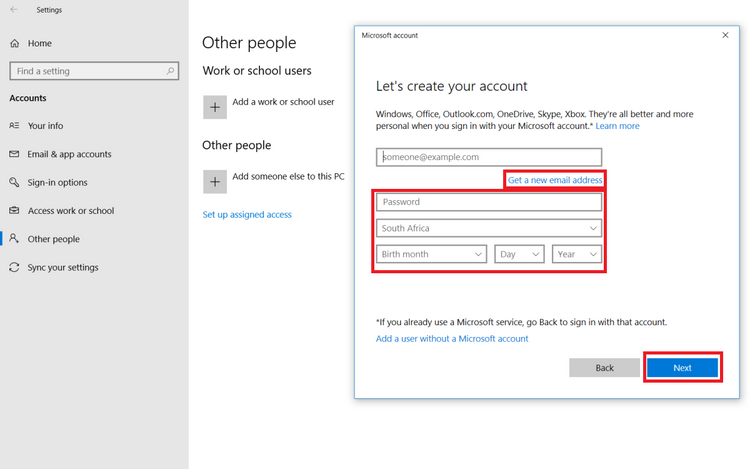 Settings
Home
Find a setting
Accounts
Your info
Email & app accounts
Sign-in options
Access work or school
Other people
Sync your settings
Other people
Work or school users
Add a work or school user
Other people
Add someone else to this PC
Set up assigned access
Microsoft account
Let's create your account
Windows, Office, Outlook.com, OneDrive, Skype, Xbox. They're all better and more
personal when you sign in with your Microsoft account.* Learn more
someone@example.com
Get a new email address
Password
South Africa
Birth month Day Year
*If you already use a Microsoft service, go Back to sign in with that account.
Add a user without a Microsoft account
Back Next